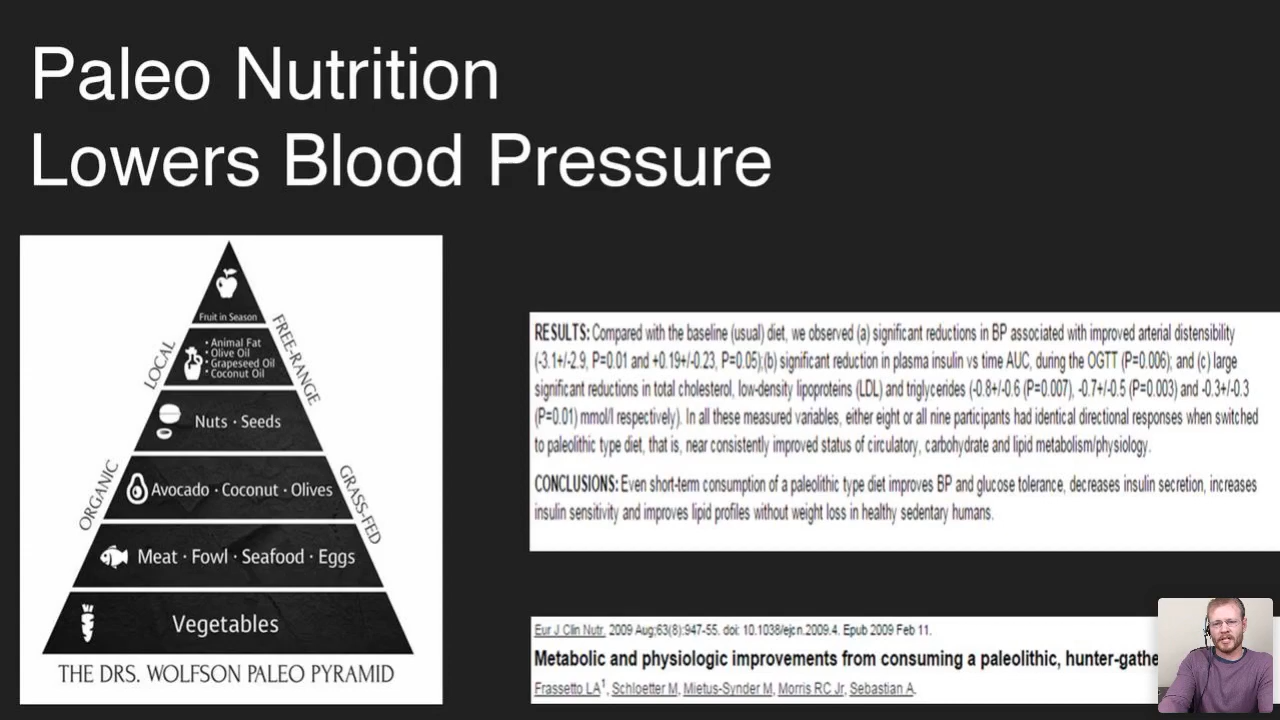 Paleo Nutrition
Lowers Blood Pressure
Fruit in Season
• Animal Fat
• Olive Oil
• Grapeseed Oil
• Coconut Oil
Nuts · Seeds
Avocado · Coconut · Olives
Meat · Fowl · Seafood · Eggs
Vegetables
LOCAL
ORGANIC
FREE-RANGE
GRASS-FED
THE DRS. WOLFSON PALEO PYRAMID
RESULTS: Compared with the baseline (usual) diet, we observed (a) significant reductions in BP associated with improved arterial distensibility
(-3.1+/-2.9, P=0.01 and +0.19+/-0.23, P=0.05);(b) significant reduction in plasma insulin vs time AUC, during the OGTT (P=0.006); and (c) large
significant reductions in total cholesterol, low-density lipoproteins (LDL) and triglycerides (-0.8+/-0.6 (P=0.007), -0.7+/-0.5 (P=0.003) and -0.3+/-0.3
(P=0.01) mmol/l respectively). In all these measured variables, either eight or all nine participants had identical directional responses when switched
to paleolithic type diet, that is, near consistently improved status of circulatory, carbohydrate and lipid metabolism/physiology.
CONCLUSIONS: Even short-term consumption of a paleolithic type diet improves BP and glucose tolerance, decreases insulin secretion, increases
insulin sensitivity and improves lipid profiles without weight loss in healthy sedentary humans.
Eur J Clin Nutr. 2009 Aug;63(8):947-55. doi: 10.1038/ejcn.2009.4. Epub 2009 Feb 11.
Metabolic and physiologic improvements from consuming a paleolithic, hunter-gathe
Frassetto LA1, Schloetter M, Mietus-Synder M, Morris RC Jr, Sebastian A.